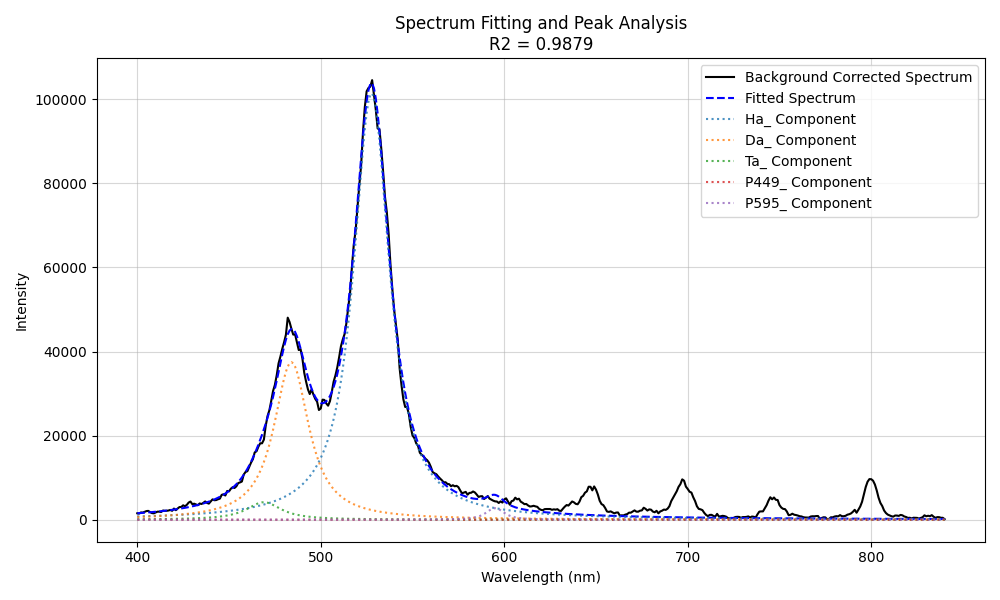 Spectrum Fitting and Peak Analysis
R2 = 0.9879
Background Corrected Spectrum
Fitted Spectrum
Ha_ Component
Da_ Component
Ta_ Component
P449_ Component
P595_ Component
Intensity
100000
80000
60000
40000
20000
0
400
500
600
700
800
Wavelength (nm)